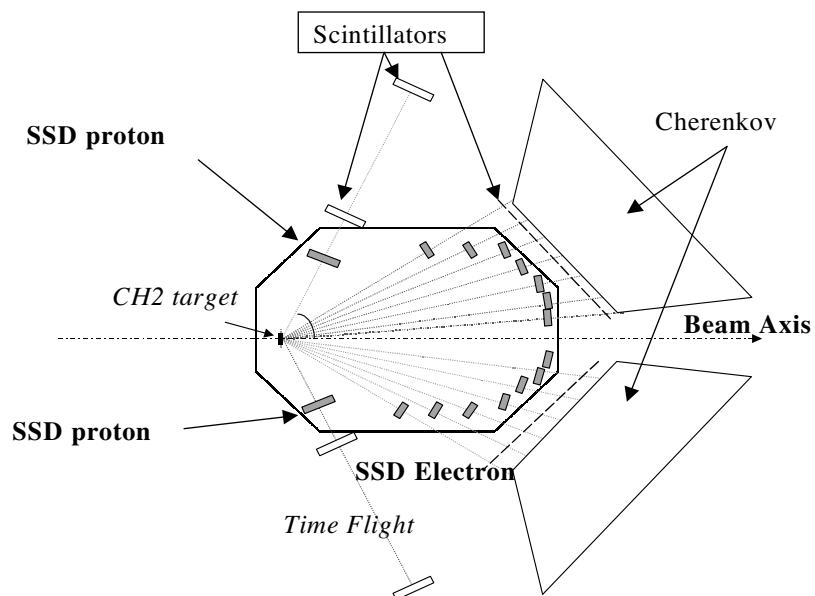 Scintillators
Cherenkov
SSD proton
CH2 target
Beam Axis
SSD proton
SSD Electron
Time Flight